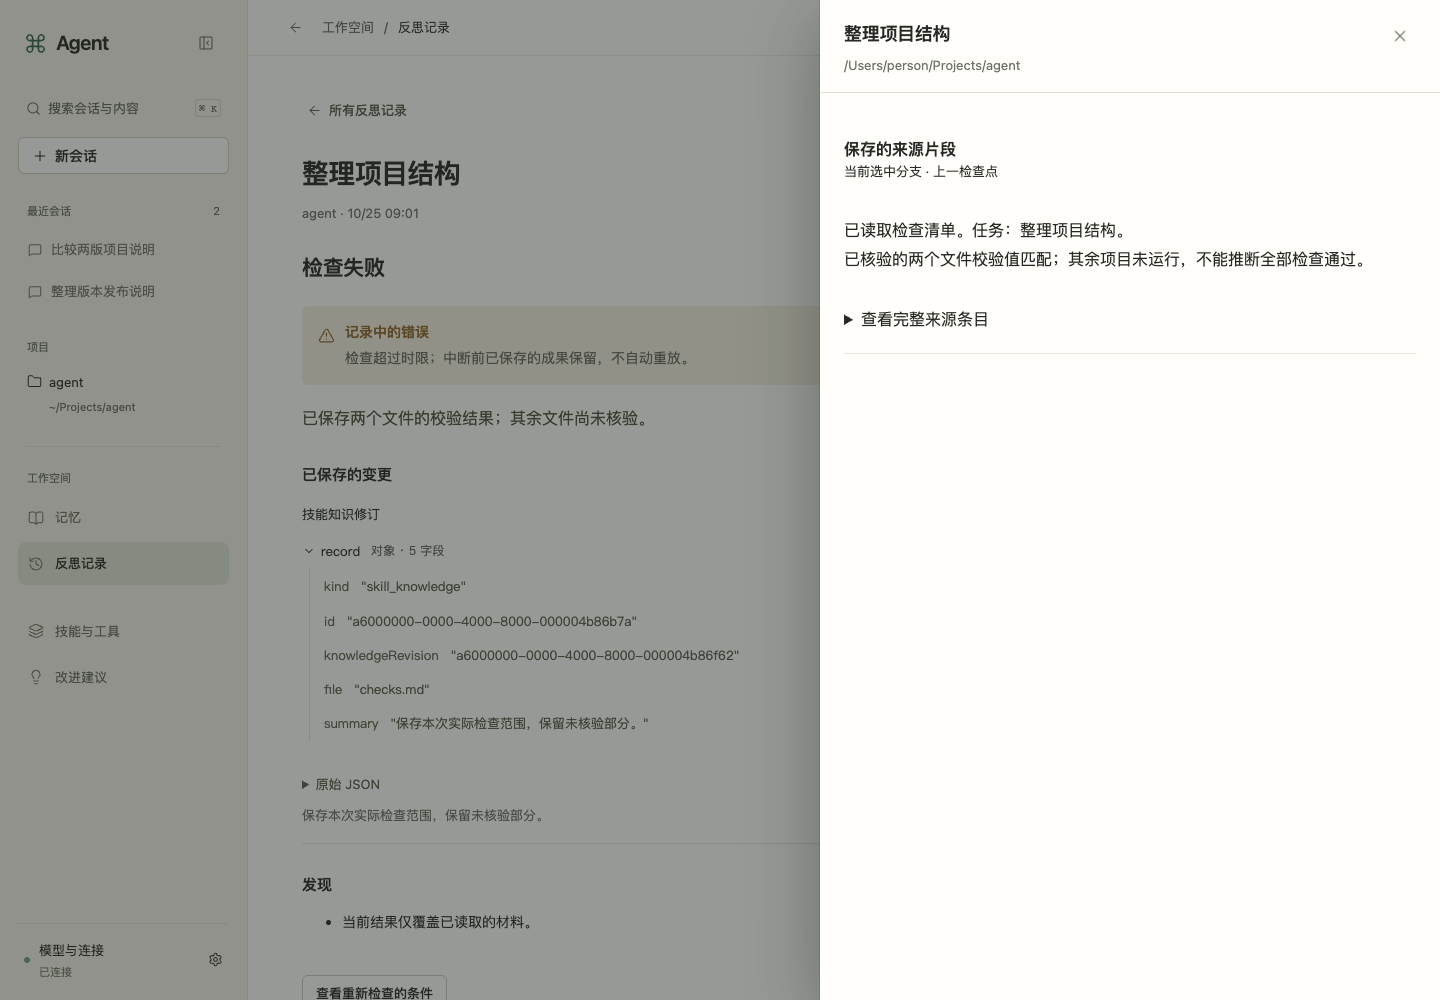 Agent
搜索会话与内容
⌘ K
新会话
最近会话 2
比较两版项目说明
整理版本发布说明
项目
agent
~/Projects/agent
工作空间
记忆
反思记录
技能与工具
改进建议
模型与连接
已连接
工作空间 / 反思记录
所有反思记录
整理项目结构
agent · 10/25 09:01
检查失败
记录中的错误
检查超过时限；中断前已保存的成果保留，不自动重放。
已保存两个文件的校验结果；其余文件尚未核验。
已保存的变更
技能知识修订
record 对象 · 5 字段
kind "skill_knowledge"
id "a6000000-0000-4000-8000-000004b86b7a"
knowledgeRevision "a6000000-0000-4000-8000-000004b86f62"
file "checks.md"
summary "保存本次实际检查范围，保留未核验部分。"
原始 JSON
保存本次实际检查范围，保留未核验部分。
发现
当前结果仅覆盖已读取的材料。
查看重新检查的条件
整理项目结构
/Users/person/Projects/agent
保存的来源片段
当前选中分支 · 上一检查点
已读取检查清单。任务：整理项目结构。
已核验的两个文件校验值匹配；其余项目未运行，不能推断全部检查通过。
查看完整来源条目